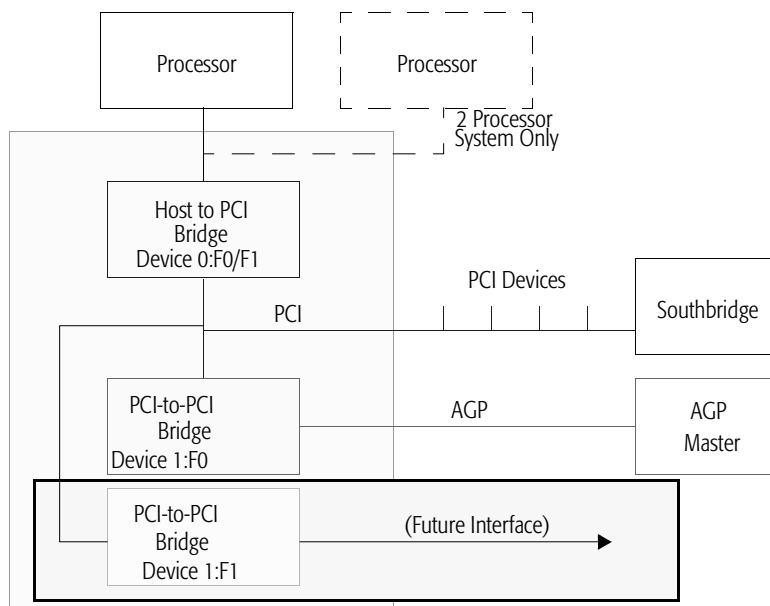 Processor
Processor
2 Processor
System Only
Host to PCI
Bridge
Device 0:F0/F1
PCI Devices
PCI
Southbridge
PCI-to-PCI
Bridge
Device 1:F0
AGP
AGP
Master
PCI-to-PCI
Bridge
Device 1:F1
(Future Interface)